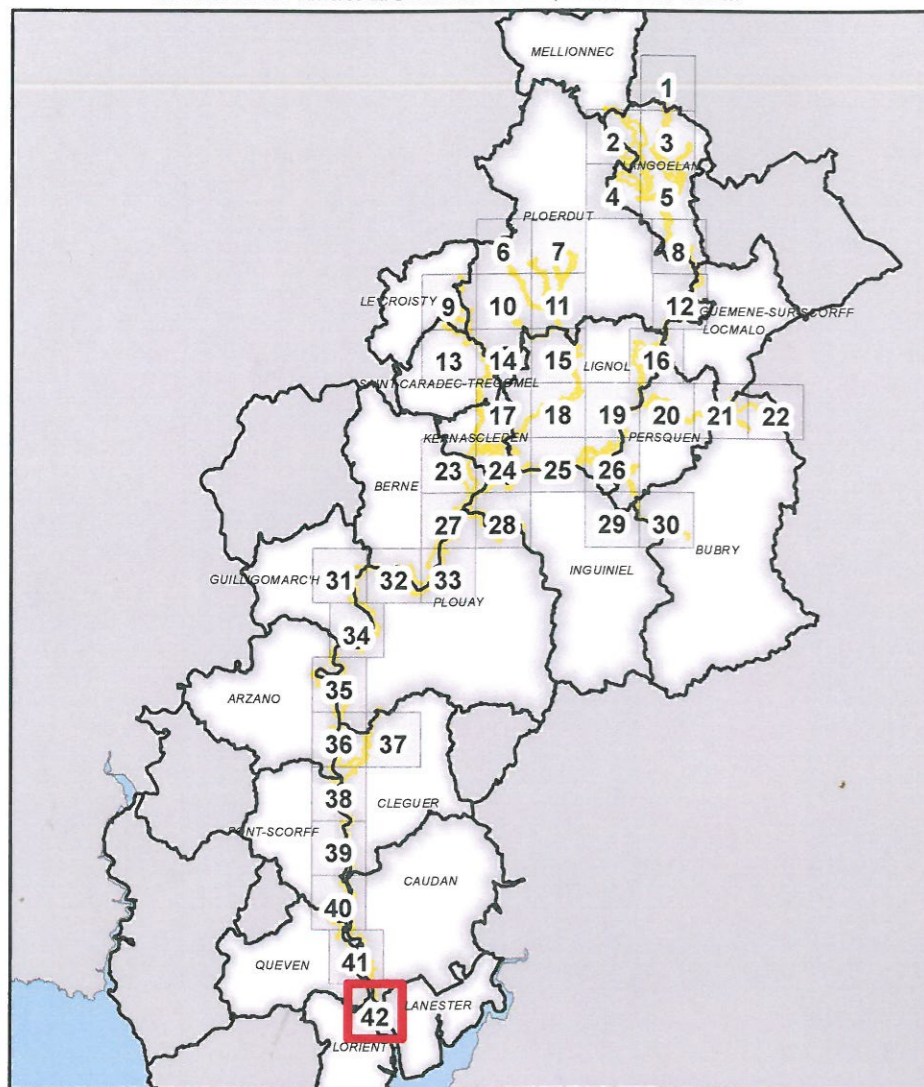 MELLIONNEC
1
2 3
LANGOELAN
4 5
PLOERDUT
6 7 8
LE CROISTY
9 10 11 12
GUEMENE-SUR-SCORFF
LOCMALO
13 14 15 LIGNOL 16
SAINT-CARADEC-TREGOMEL
17 18 19 20 21 22
KERNASCLEDEN PERSQUEN
BERNE 23 24 25 26
27 28 29 30
BUBRY
GUILLIGOMARC'H INGUINIEL
31 32 33
PLOUAY
34
ARZANO 35
36 37
38 CLEGUER
PONT-SCORFF
39
CAUDAN
40
QUEVEN 41
LANESTER
42
LORIENT